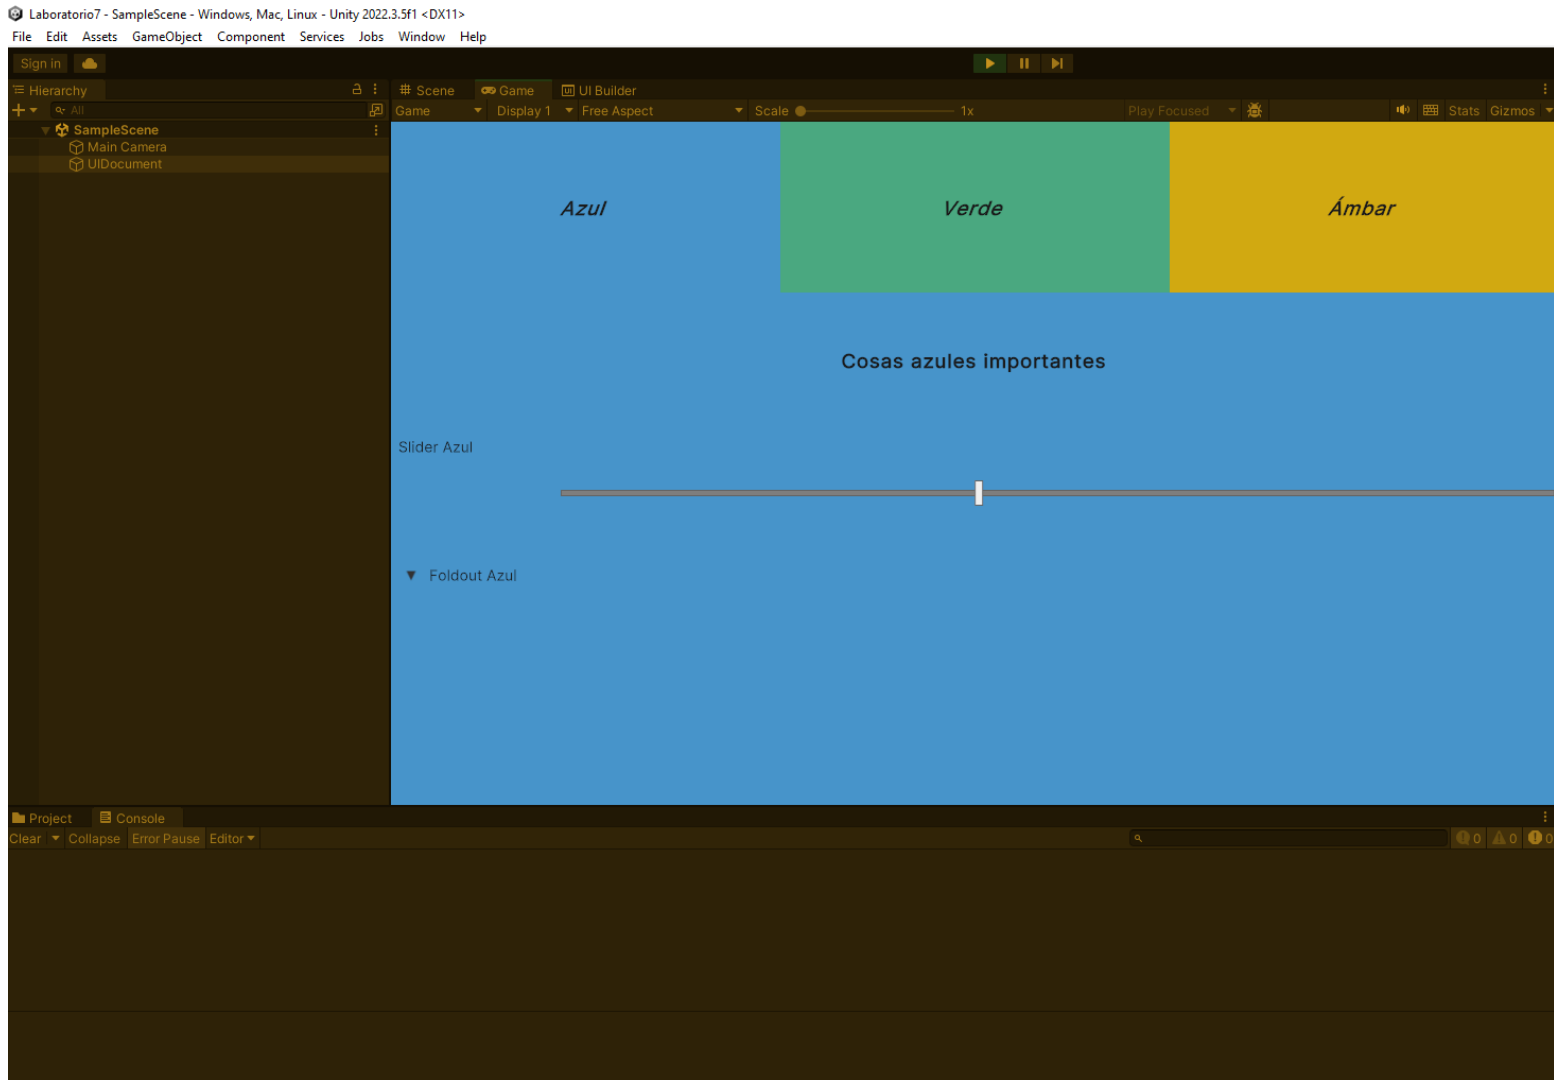 Laboratorio7 - SampleScene - Windows, Mac, Linux - Unity 2022.3.5f1 <DX11>
File Edit Assets GameObject Component Services Jobs Window Help
Sign in
Hierarchy
All
SampleScene
Main Camera
UIDocument
Scene Game UI Builder
Game Display 1 Free Aspect Scale 1x Play Focused Stats Gizmos
Azul Verde Ámbar
Cosas azules importantes
Slider Azul
Foldout Azul
Project Console
Clear Collapse Error Pause Editor 0 0 0